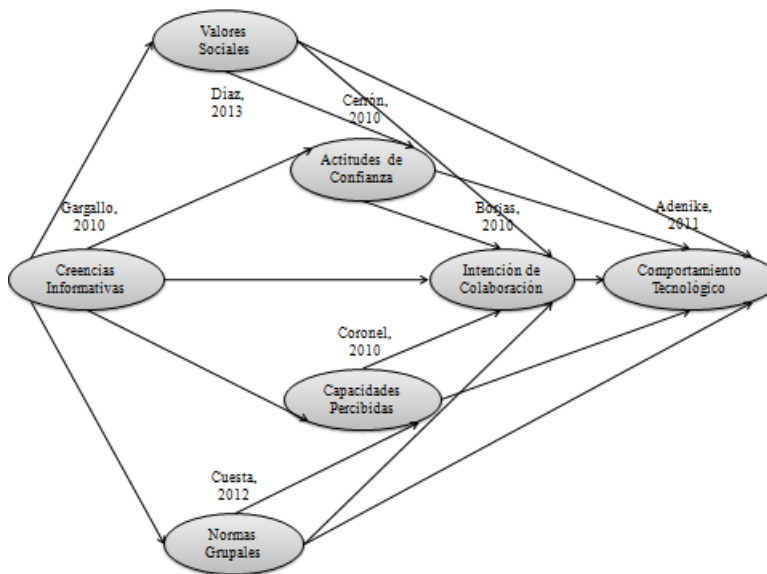 Valores
Sociales
Diaz,
2013
Cerrón,
2010
Actitudes de
Confianza
Gargallo,
2010
Borjas,
2010
Adenike,
2011
Creencias
Informativas
Intención de
Colaboración
Comportamiento
Tecnológico
Coronel,
2010
Capacidades
Percibidas
Cuesta,
2012
Normas
Grupales